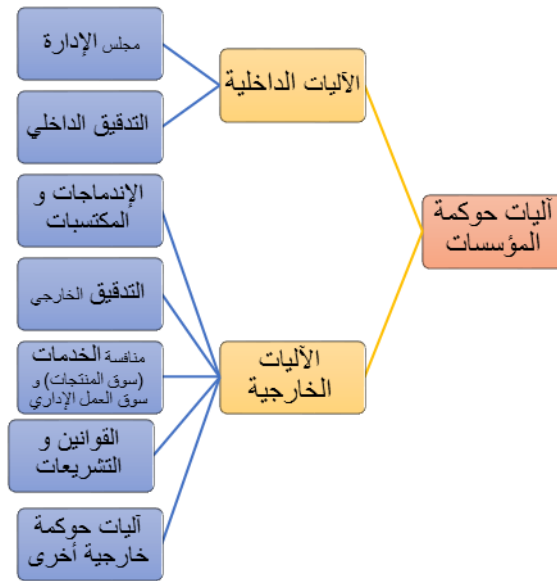 آليات حوكمة
المؤسسات
الآليات الداخلية
مجلس الإدارة
التدقيق الداخلي
الآليات
الخارجية
الإندماجات و
المكتسبات
التدقيق الخارجي
منافسة الخدمات
(سوق المنتجات) و
سوق العمل الإداري
القوانين و
التشريعات
آليات حوكمة
خارجية أخرى